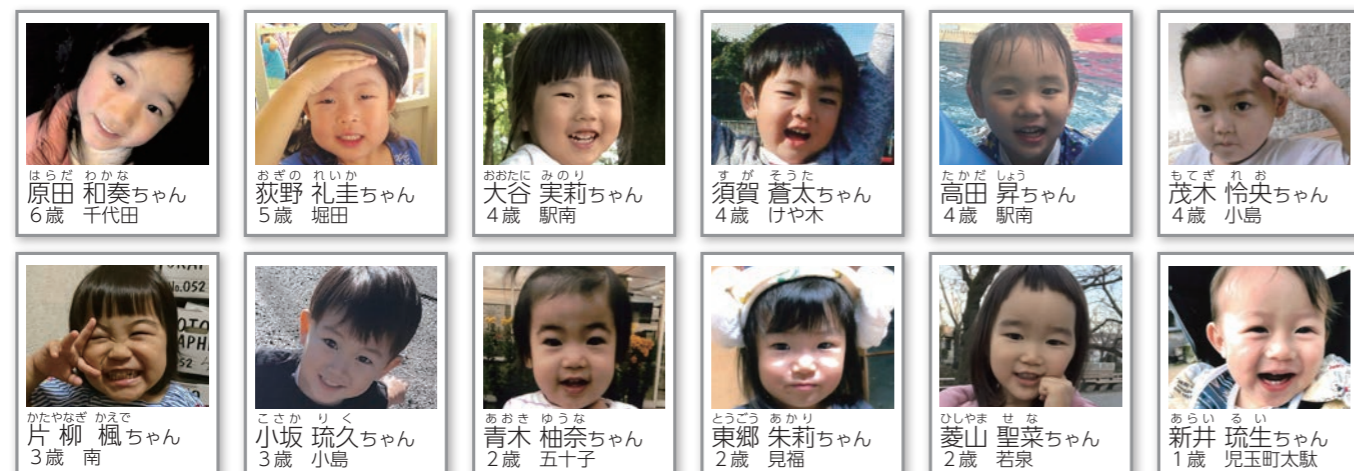 はらだ わかな
原田 和奏ちゃん
6歳 千代田
おぎの れいか
荻野 礼圭ちゃん
5歳 堀田
おおたに みのり
大谷 実莉ちゃん
4歳 駅南
すが そうた
須賀 蒼太ちゃん
4歳 けや木
たかだ しょう
高田 昇ちゃん
4歳 駅南
もてぎ れお
茂木 怜央ちゃん
4歳 小島
.052
52
かたやなぎ かえで
片柳 楓ちゃん
3歳 南
こさか りく
小坂 琉久ちゃん
3歳 小島
あおき ゆうな
青木 柚奈ちゃん
2歳 五十子
とうごう あかり
東郷 朱莉ちゃん
2歳 見福
ひしやま せな
菱山 聖菜ちゃん
2歳 若泉
あらい るい
新井 琉生ちゃん
1歳 児玉町太駄